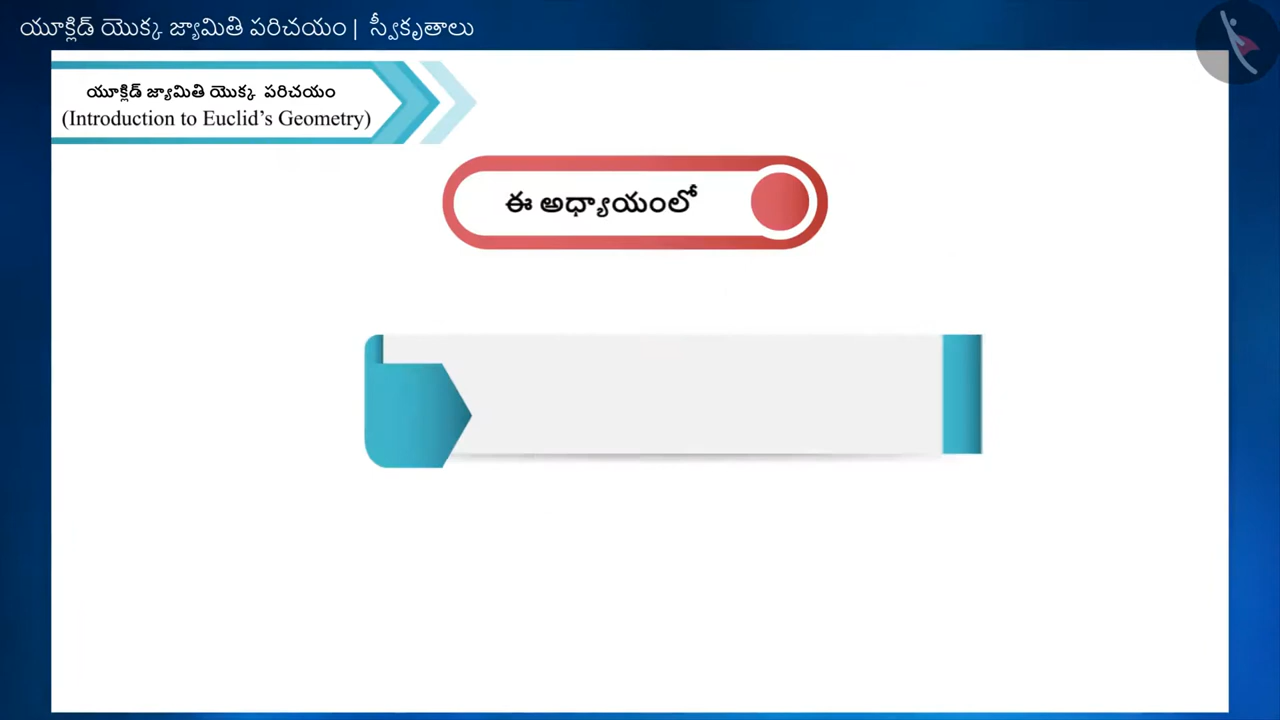 యూక్లిడ్ యొక్క జ్యామితి పరిచయం | స్వీకృతాలు
యూక్లిడ్ జ్యామితి యొక్క పరిచయం
(Introduction to Euclid's Geometry)
ఈ అధ్యాయంలో